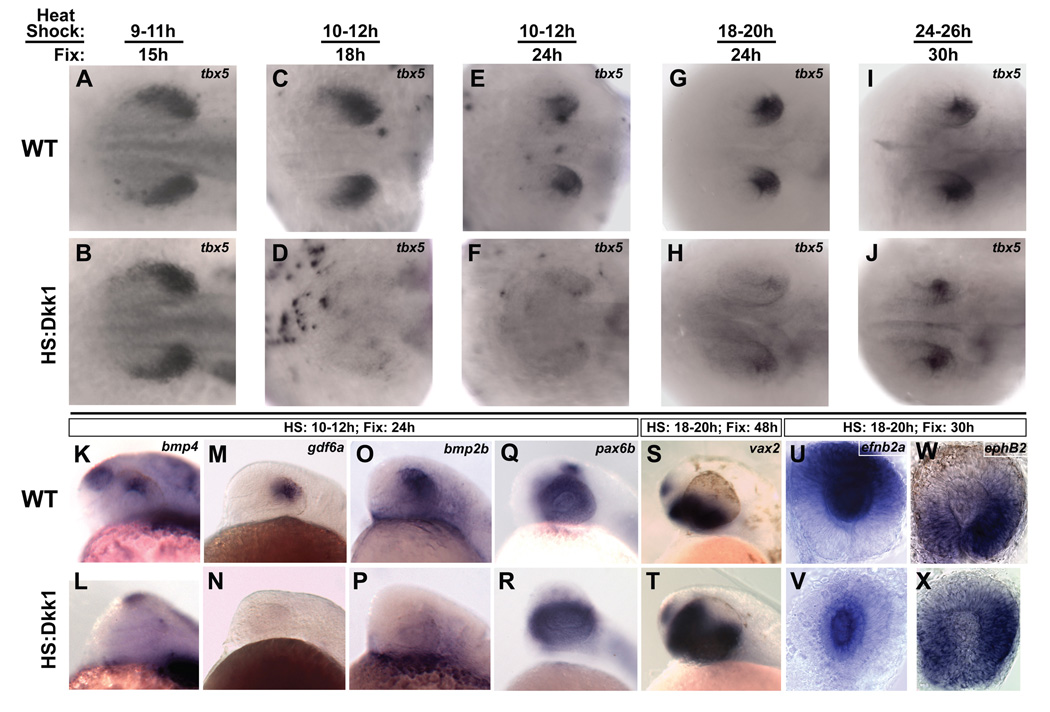 Heat
Shock: 9-11h 10-12h 10-12h 18-20h 24-26h
Fix: 15h 18h 24h 24h 30h
A tbx5 C tbx5 E tbx5 G tbx5 I tbx5
WT
B tbx5 D tbx5 F tbx5 H tbx5 J tbx5
HS:Dkk1
HS: 10-12h; Fix: 24h HS: 18-20h; Fix: 48h HS: 18-20h; Fix: 30h
K bmp4 M gdf6a O bmp2b Q pax6b S vax2 U efnb2a W ephB2
WT
L N P R T V X
HS:Dkk1